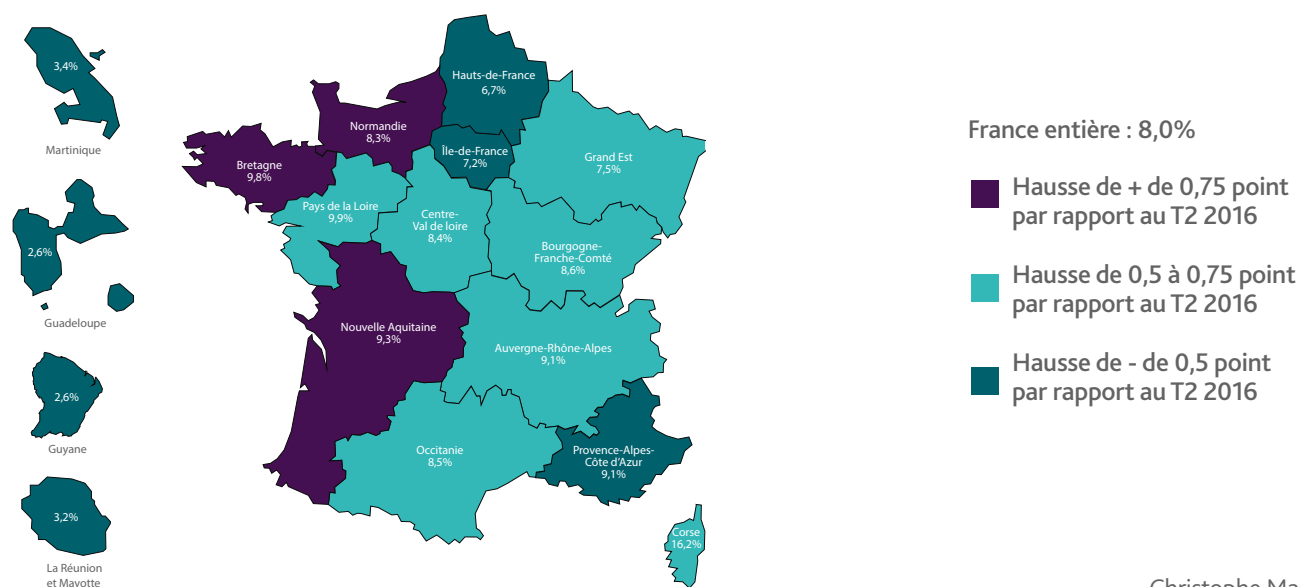 3,4%
Martinique
2,6%
Guadeloupe
2,6%
Guyane
3,2%
La Réunion
et Mayotte
Hauts-de-France
6,7%
Normandie
8,3%
Île-de-France
7,2%
Grand Est
7,5%
Bretagne
9,8%
Pays de la Loire
9,9%
Centre-
Val de loire
8,4%
Bourgogne-
Franche-Comté
8,6%
Nouvelle Aquitaine
9,3%
Auvergne-Rhône-Alpes
9,1%
Occitanie
8,5%
Provence-Alpes-
Côte d'Azur
9,1%
Corse
16,2%
France entière : 8,0%
Hausse de + de 0,75 point
par rapport au T2 2016
Hausse de 0,5 à 0,75 point
par rapport au T2 2016
Hausse de - de 0,5 point
par rapport au T2 2016
Christophe Ma